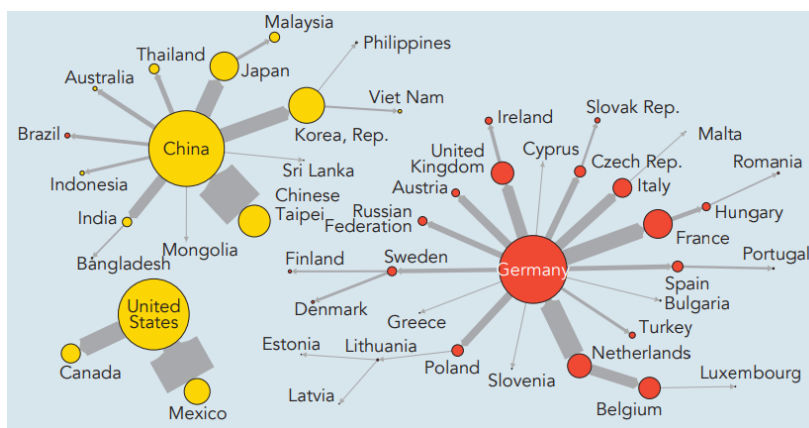 Malaysia
Philippines
Thailand
Japan
Australia
Viet Nam
Ireland
Slovak Rep.
Korea, Rep.
Brazil
China
United
Kingdom
Cyprus
Malta
Sri Lanka
Czech Rep.
Romania
Indonesia
Chinese
Taipei
Austria
Italy
India
Russian
Federation
Hungary
France
Mongolia
Bangladesh
Finland
Sweden
Germany
Portugal
Spain
United
States
Denmark
Greece
Bulgaria
Turkey
Estonia
Lithuania
Poland
Netherlands
Canada
Slovenia
Luxembourg
Mexico
Latvia
Belgium